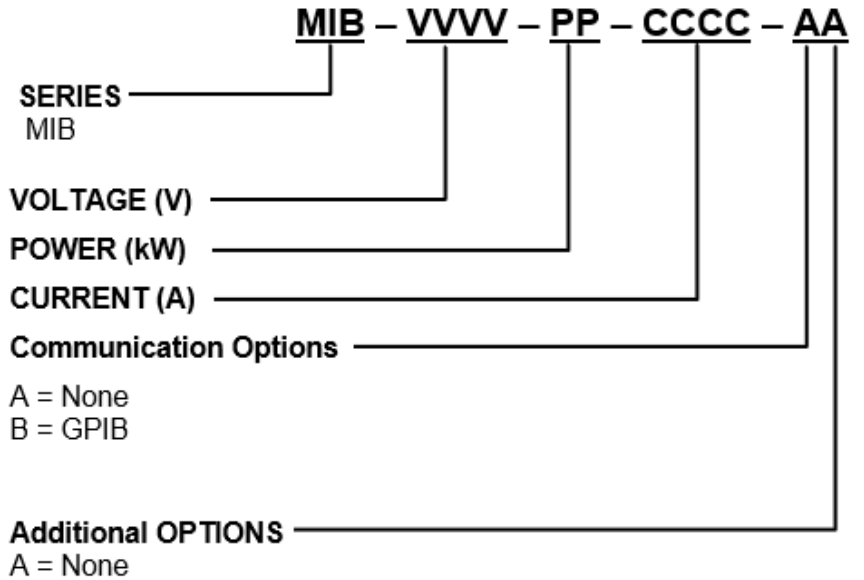 MIB – VVVV – PP – CCCC – AA
SERIES
MIB
VOLTAGE (V)
POWER (kW)
CURRENT (A)
Communication Options
A = None
B = GPIB
Additional OPTIONS
A = None